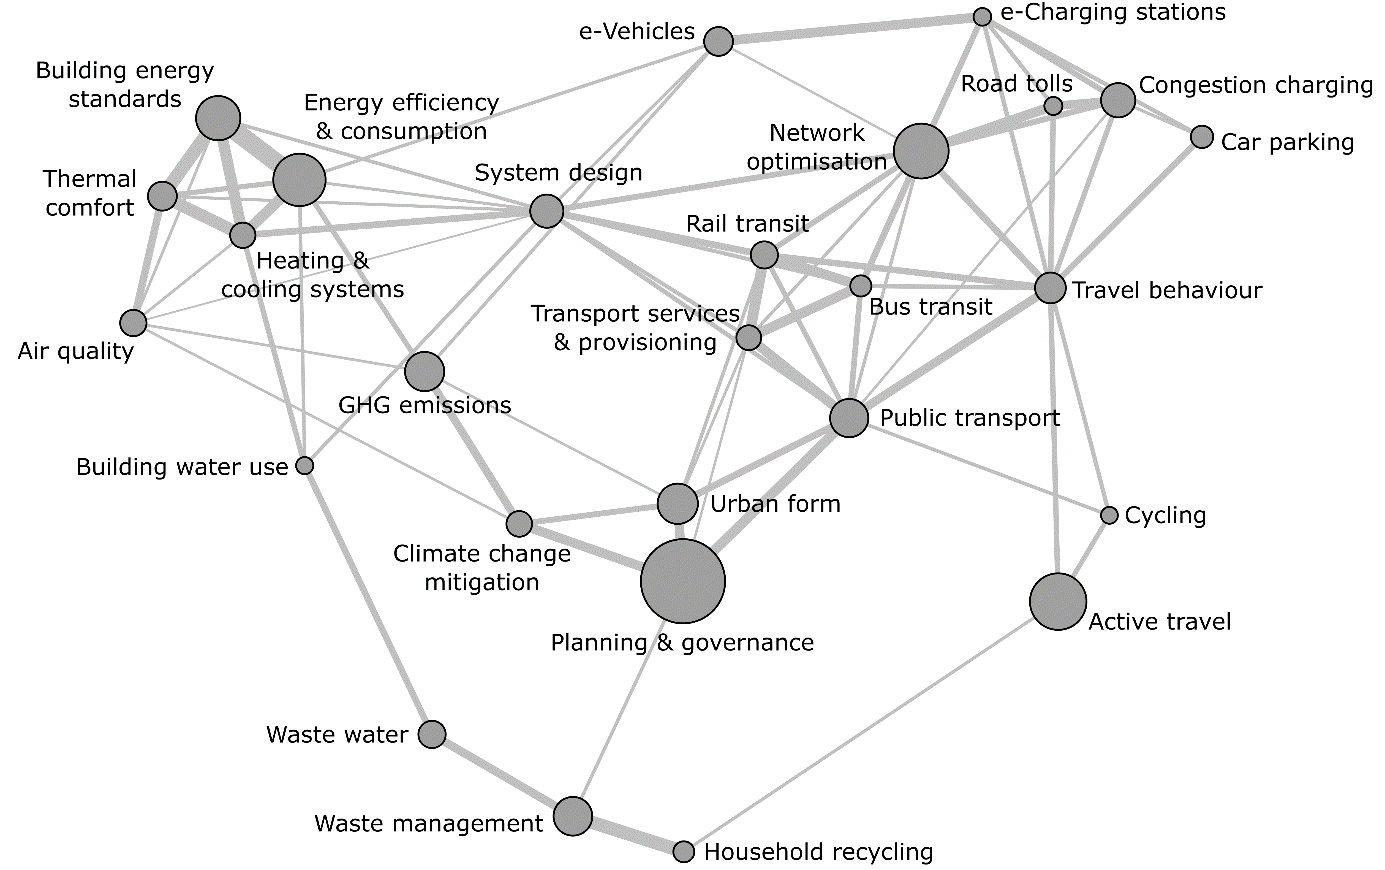 e-Charging stations
e-Vehicles
Building energy
standards
Road tolls
Congestion charging
Energy efficiency
& consumption
Network
optimisation
Car parking
System design
Thermal
comfort
Rail transit
Heating &
cooling systems
Travel behaviour
Bus transit
Transport services
& provisioning
Air quality
GHG emissions
Public transport
Building water use
Urban form
Cycling
Climate change
mitigation
Active travel
Planning & governance
Waste water
Waste management
Household recycling